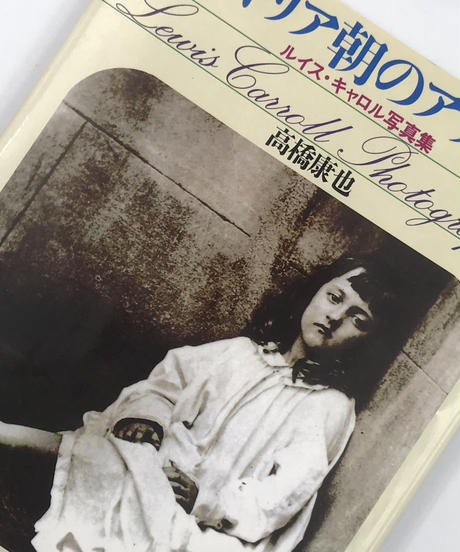 リア朝のア
ルイス・キャロル写真集
Lewis Carroll Photograp
高橋康也